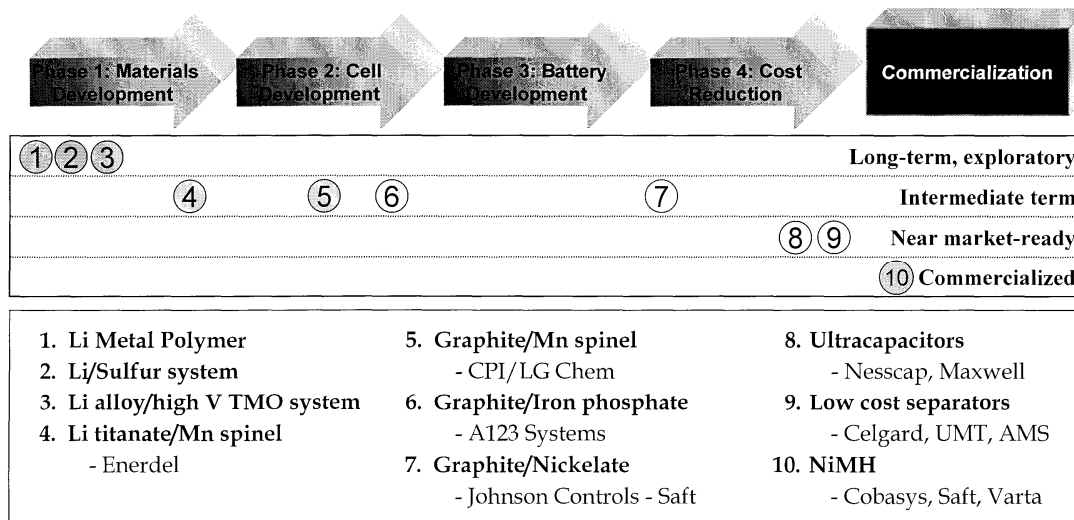 Phase 1: Materials Development
Phase 2: Cell Development
Phase 3: Battery Development
Phase 4: Cost Reduction
Commercialization
1 2 3 Long-term, exploratory
4 5 6 7 Intermediate term
8 9 Near market-ready
10 Commercialized
1. Li Metal Polymer
2. Li/Sulfur system
3. Li alloy/high V TMO system
4. Li titanate/Mn spinel
- Enerdel
5. Graphite/Mn spinel
- CPI/LG Chem
6. Graphite/Iron phosphate
- A123 Systems
7. Graphite/Nickelate
- Johnson Controls - Saft
8. Ultracapacitors
- Nesscap, Maxwell
9. Low cost separators
- Celgard, UMT, AMS
10. NiMH
- Cobasys, Saft, Varta